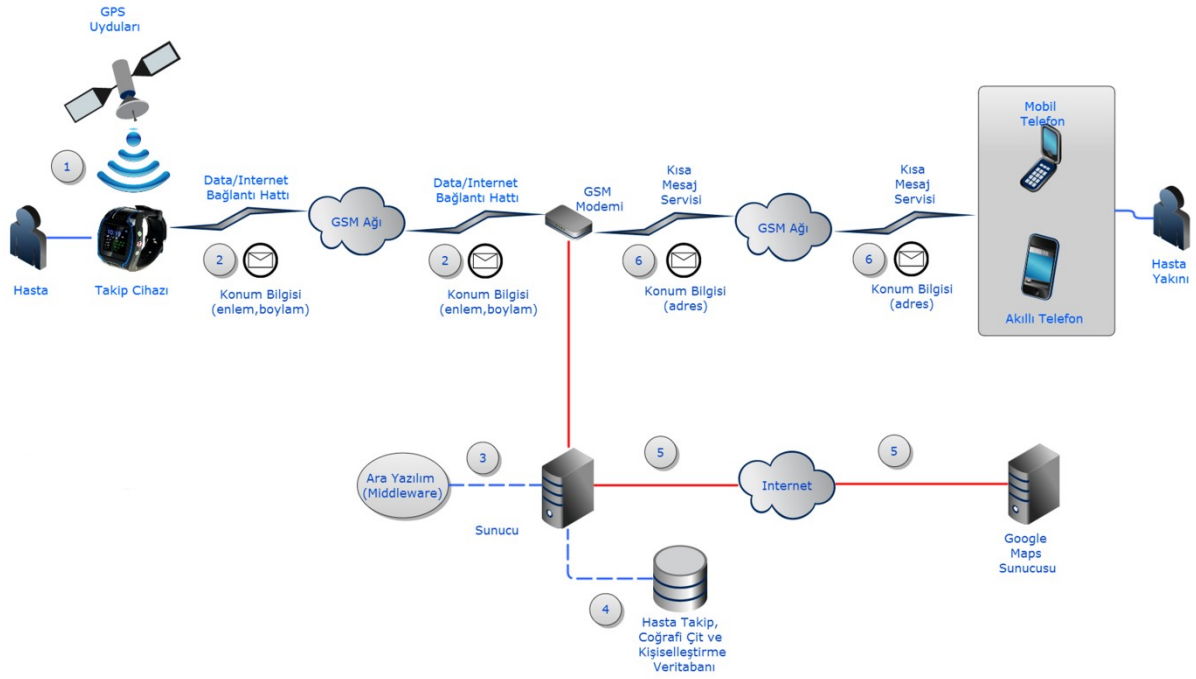 GPS
Uyduları
1
Hasta
Takip Cihazı
Data/Internet
Bağlantı Hattı
2
Konum Bilgisi
(enlem,boylam)
GSM Ağı
Data/Internet
Bağlantı Hattı
2
Konum Bilgisi
(enlem,boylam)
GSM
Modemi
Kısa
Mesaj
Servisi
6
Konum Bilgisi
(adres)
GSM Ağı
Kısa
Mesaj
Servisi
6
Konum Bilgisi
(adres)
Mobil
Telefon
Akıllı Telefon
Hasta
Yakını
Ara Yazılım
(Middleware)
3
Sunucu
5
Internet
5
Google
Maps
Sunucusu
4
Hasta Takip,
Coğrafi Çit ve
Kişiselleştirme
Veritabanı